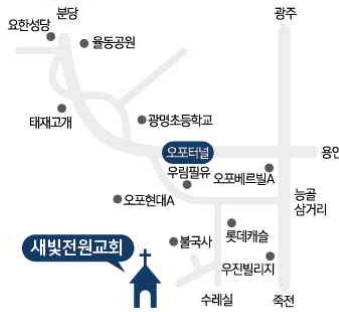 분당
광주
요한성당
율동공원
태재고개
광명초등학교
오포터널
용인
우림필유
오포베르빌A
오포현대A
능골
삼거리
롯데캐슬
불국사
새빛전원교회
우진빌리지
수레실
죽전